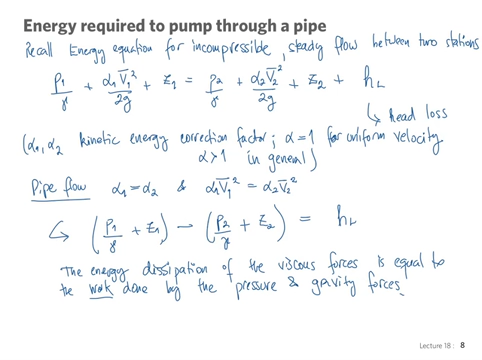 Energy required to pump through a pipe
Recall Energy equation for incompressible, steady flow between two stations
p₁/γ + α₁V̄₁²/2g + z₁ = p₂/γ + α₂V̄₂²/2g + z₂ + h_L
↳ head loss
(α₁, α₂ kinetic energy correction factor; α=1 for uniform velocity
α>1 in general)
Pipe flow α₁=α₂ & α₁V̄₁² = α₂V̄₂²
↳ (p₁/γ + z₁) − (p₂/γ + z₂) = h_L
The energy dissipation of the viscous forces is equal to
the work done by the pressure & gravity forces.
Lecture 18 : 8